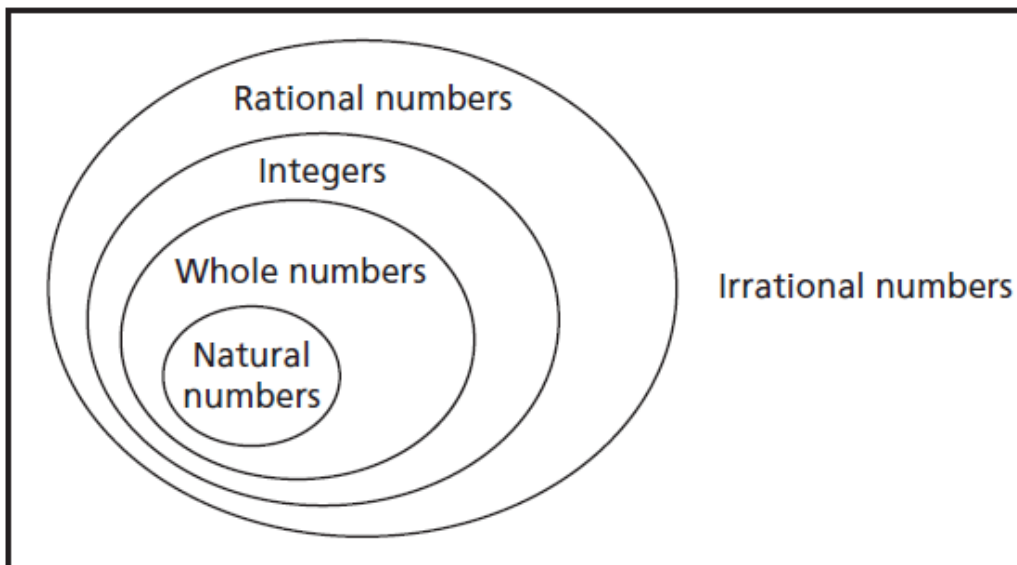 Rational numbers
Integers
Whole numbers
Irrational numbers
Natural
numbers